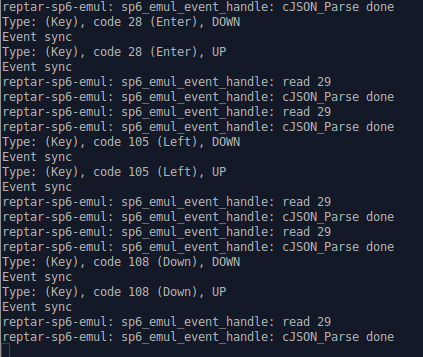 reptar-sp6-emul: sp6_emul_event_handle: cJSON_Parse done
Type: (Key), code 28 (Enter), DOWN
Event sync
Type: (Key), code 28 (Enter), UP
Event sync
reptar-sp6-emul: sp6_emul_event_handle: read 29
reptar-sp6-emul: sp6_emul_event_handle: cJSON_Parse done
reptar-sp6-emul: sp6_emul_event_handle: read 29
reptar-sp6-emul: sp6_emul_event_handle: cJSON_Parse done
Type: (Key), code 105 (Left), DOWN
Event sync
Type: (Key), code 105 (Left), UP
Event sync
reptar-sp6-emul: sp6_emul_event_handle: read 29
reptar-sp6-emul: sp6_emul_event_handle: cJSON_Parse done
reptar-sp6-emul: sp6_emul_event_handle: read 29
reptar-sp6-emul: sp6_emul_event_handle: cJSON_Parse done
Type: (Key), code 108 (Down), DOWN
Event sync
Type: (Key), code 108 (Down), UP
Event sync
reptar-sp6-emul: sp6_emul_event_handle: read 29
reptar-sp6-emul: sp6_emul_event_handle: cJSON_Parse done